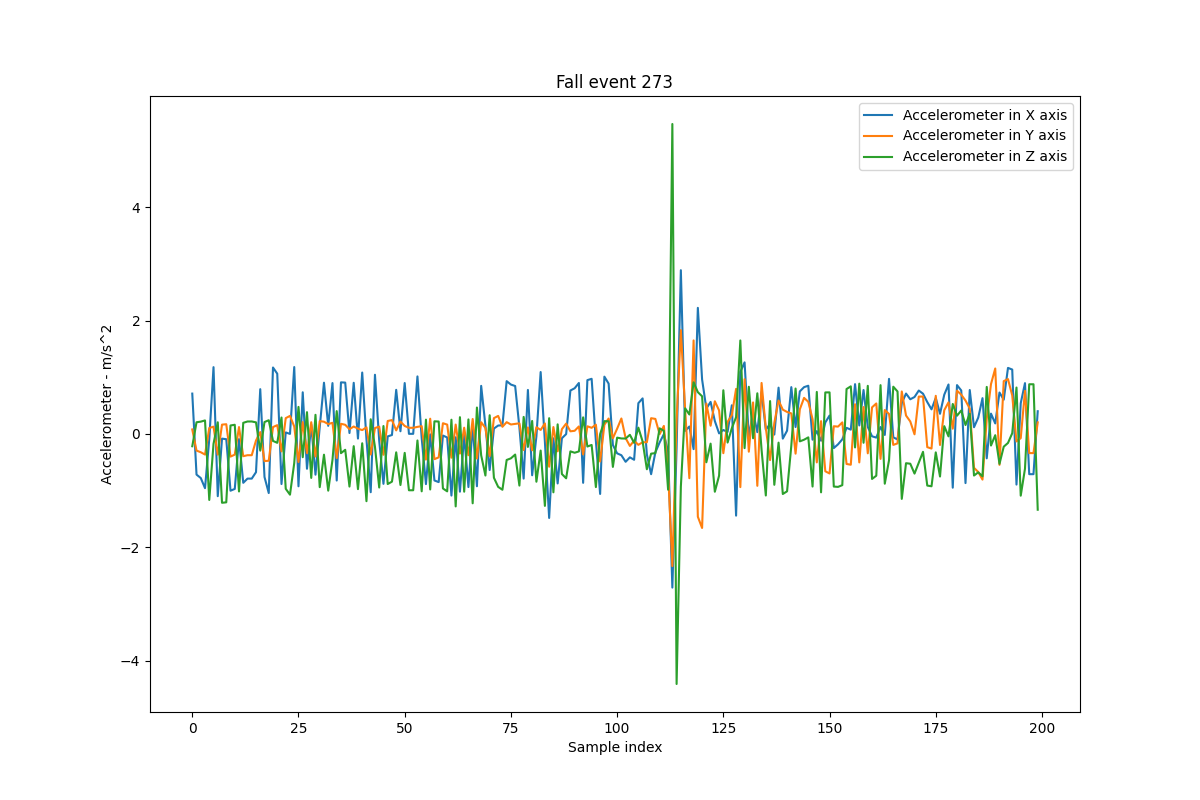 Fall event 273
Accelerometer in X axis
Accelerometer in Y axis
Accelerometer in Z axis
Accelerometer - m/s^2
4
2
0
−2
−4
0 25 50 75 100 125 150 175 200
Sample index